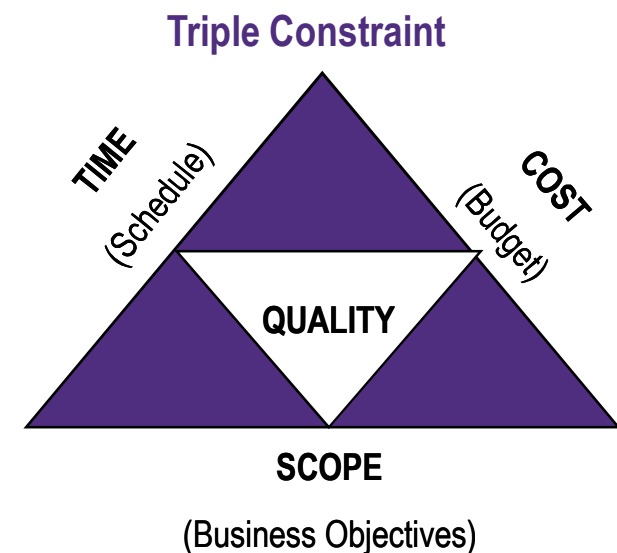 Triple Constraint
TIME
(Schedule)
COST
(Budget)
QUALITY
SCOPE
(Business Objectives)